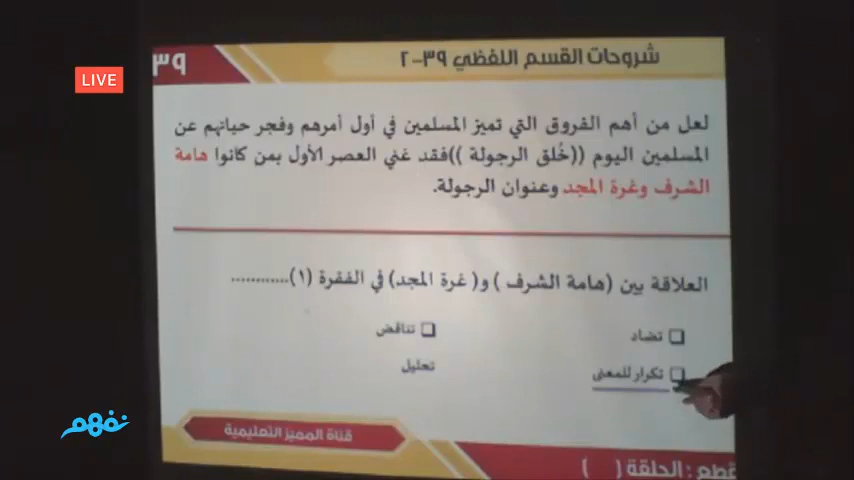 LIVE
شروحات القسم اللفظي ٣٩-٢٠
٣٩
لعل من أهم الفروق التي تميز المسلمين في أول أمرهم وفجر حياتهم عن
المسلمين اليوم ((خُلق الرجولة ))فقد غني العصر الأول بمن كانوا هامة
الشرف وغرة المجد وعنوان الرجولة.
العلاقة بين (هامة الشرف ) و( غرة المجد) في الفقرة (١)............
تضاد
تناقض
تكرار للمعنى
تحليل
نفهم
قناة المميز التعليمية
قطع : الحلقة ( )